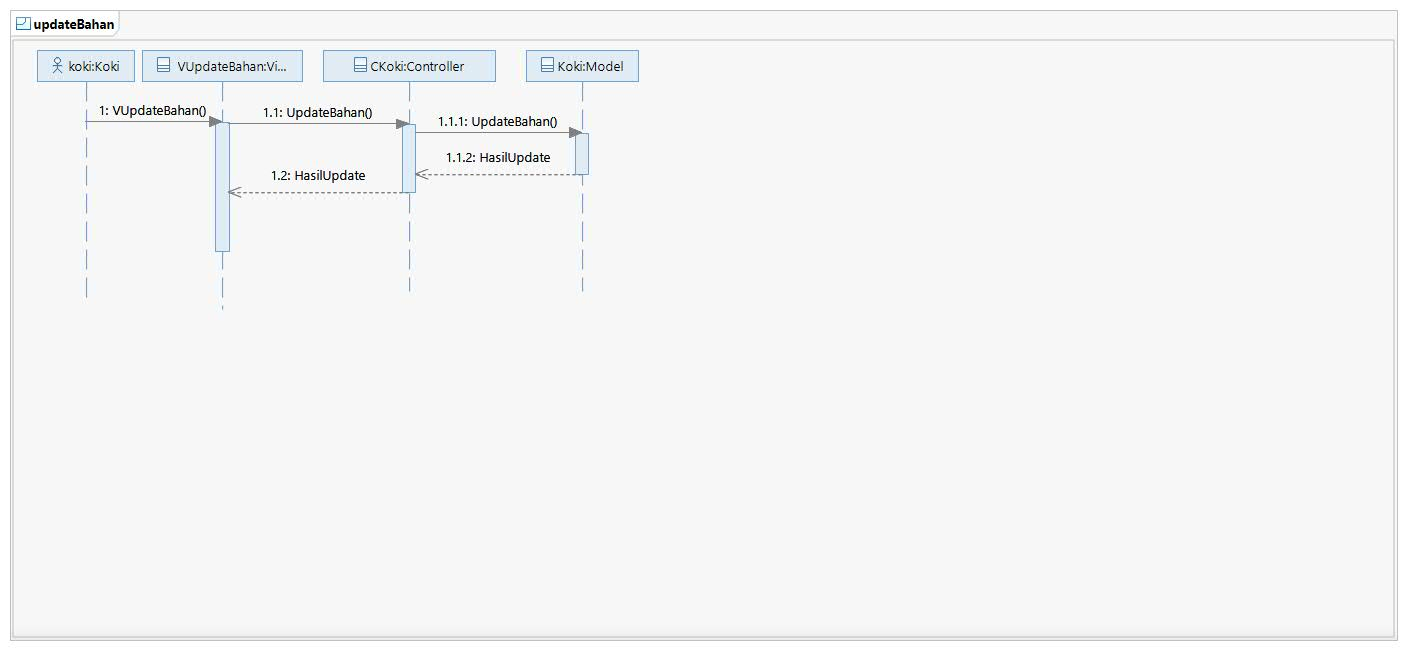 updateBahan
koki:Koki
VUpdateBahan:Vi...
CKoki:Controller
Koki:Model
1: VUpdateBahan()
1.1: UpdateBahan()
1.1.1: UpdateBahan()
1.1.2: HasilUpdate
1.2: HasilUpdate